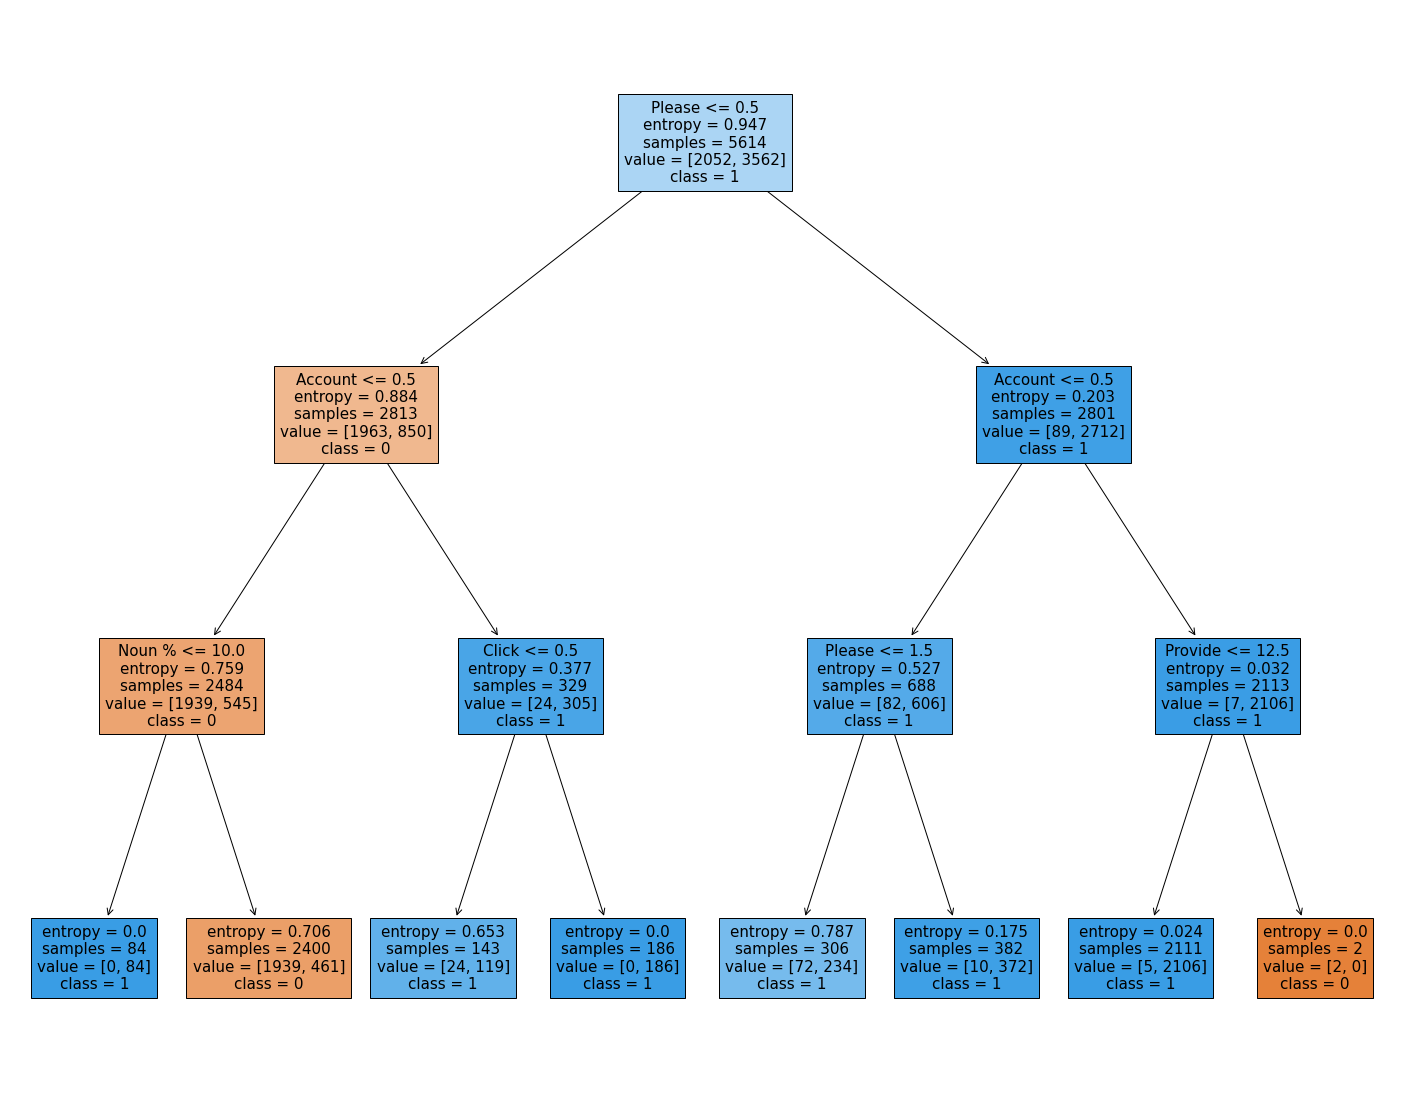 Please <= 0.5
entropy = 0.947
samples = 5614
value = [2052, 3562]
class = 1
Account <= 0.5
entropy = 0.884
samples = 2813
value = [1963, 850]
class = 0
Account <= 0.5
entropy = 0.203
samples = 2801
value = [89, 2712]
class = 1
Noun % <= 10.0
entropy = 0.759
samples = 2484
value = [1939, 545]
class = 0
Click <= 0.5
entropy = 0.377
samples = 329
value = [24, 305]
class = 1
Please <= 1.5
entropy = 0.527
samples = 688
value = [82, 606]
class = 1
Provide <= 12.5
entropy = 0.032
samples = 2113
value = [7, 2106]
class = 1
entropy = 0.0
samples = 84
value = [0, 84]
class = 1
entropy = 0.706
samples = 2400
value = [1939, 461]
class = 0
entropy = 0.653
samples = 143
value = [24, 119]
class = 1
entropy = 0.0
samples = 186
value = [0, 186]
class = 1
entropy = 0.787
samples = 306
value = [72, 234]
class = 1
entropy = 0.175
samples = 382
value = [10, 372]
class = 1
entropy = 0.024
samples = 2111
value = [5, 2106]
class = 1
entropy = 0.0
samples = 2
value = [2, 0]
class = 0